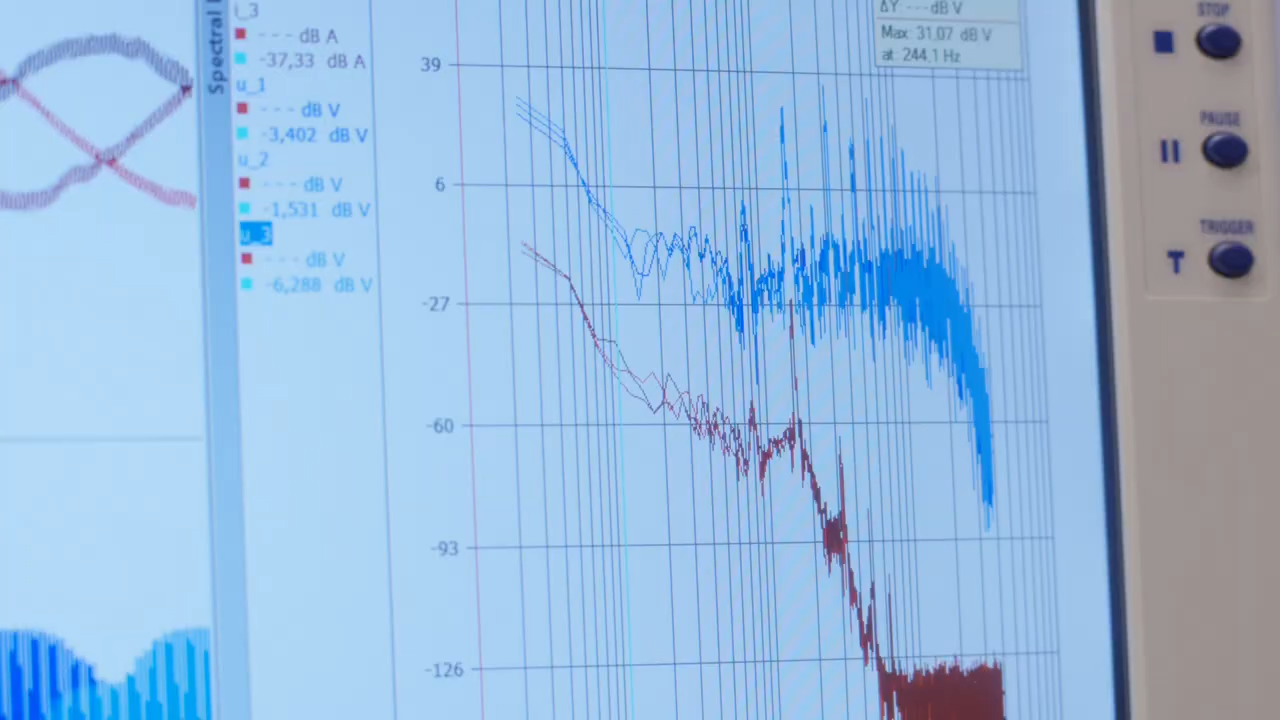 Spectral
i_3
- - - dB A
-37,33 dB A
u_1
- - - dB V
-3,402 dB V
u_2
- - - dB V
-1,531 dB V
u_3
- - - dB V
-6,288 dB V
39
6
-27
-60
-93
-126
ΔY: - - - dB V
Max: 31,07 dB V
at: 244,1 Hz
STOP
PAUSE
TRIGGER
T